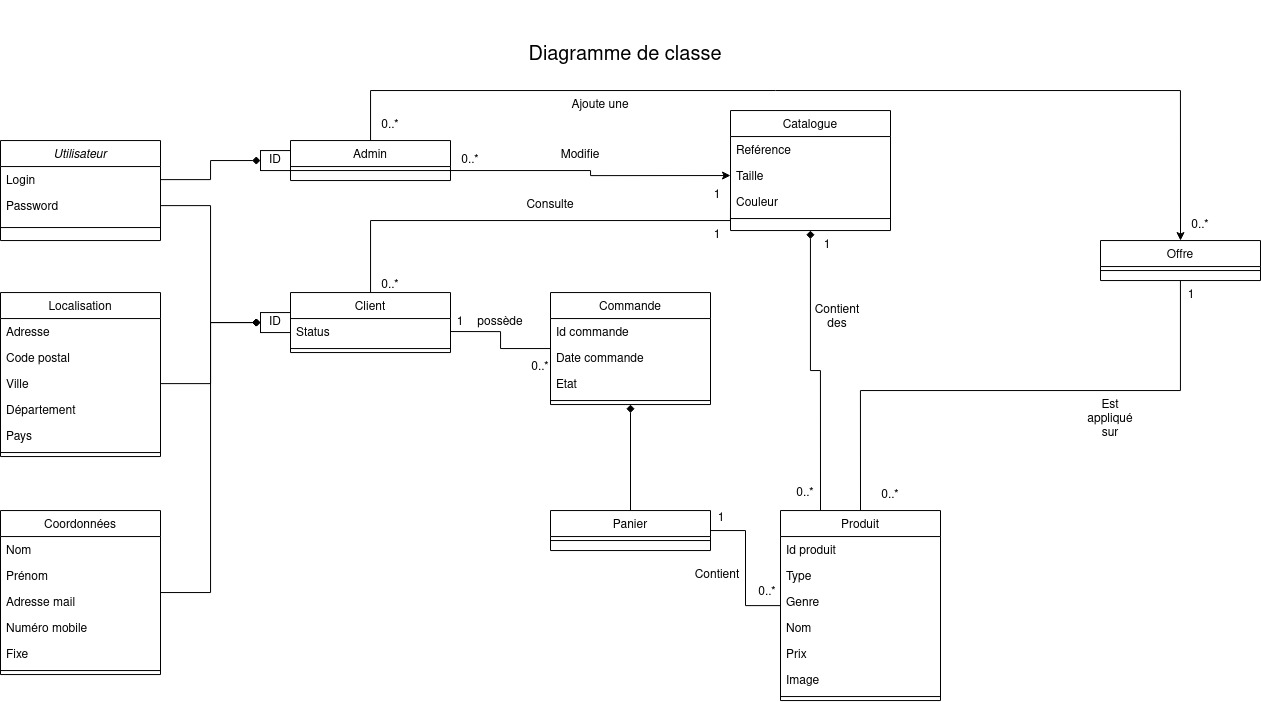 Diagramme de classe
Ajoute une
0..*
Catalogue
Reférence
Taille
Couleur
Utilisateur
Login
Password
ID
Admin
0..*
Modifie
1
Consulte
1
0..*
1
0..*
Offre
1
Localisation
Adresse
Code postal
Ville
Département
Pays
ID
Client
Status
1
possède
0..*
Commande
Id commande
Date commande
Etat
Contient
des
Est
appliqué
sur
0..*
0..*
Coordonnées
Nom
Prénom
Adresse mail
Numéro mobile
Fixe
Panier
1
Contient
0..*
Produit
Id produit
Type
Genre
Nom
Prix
Image